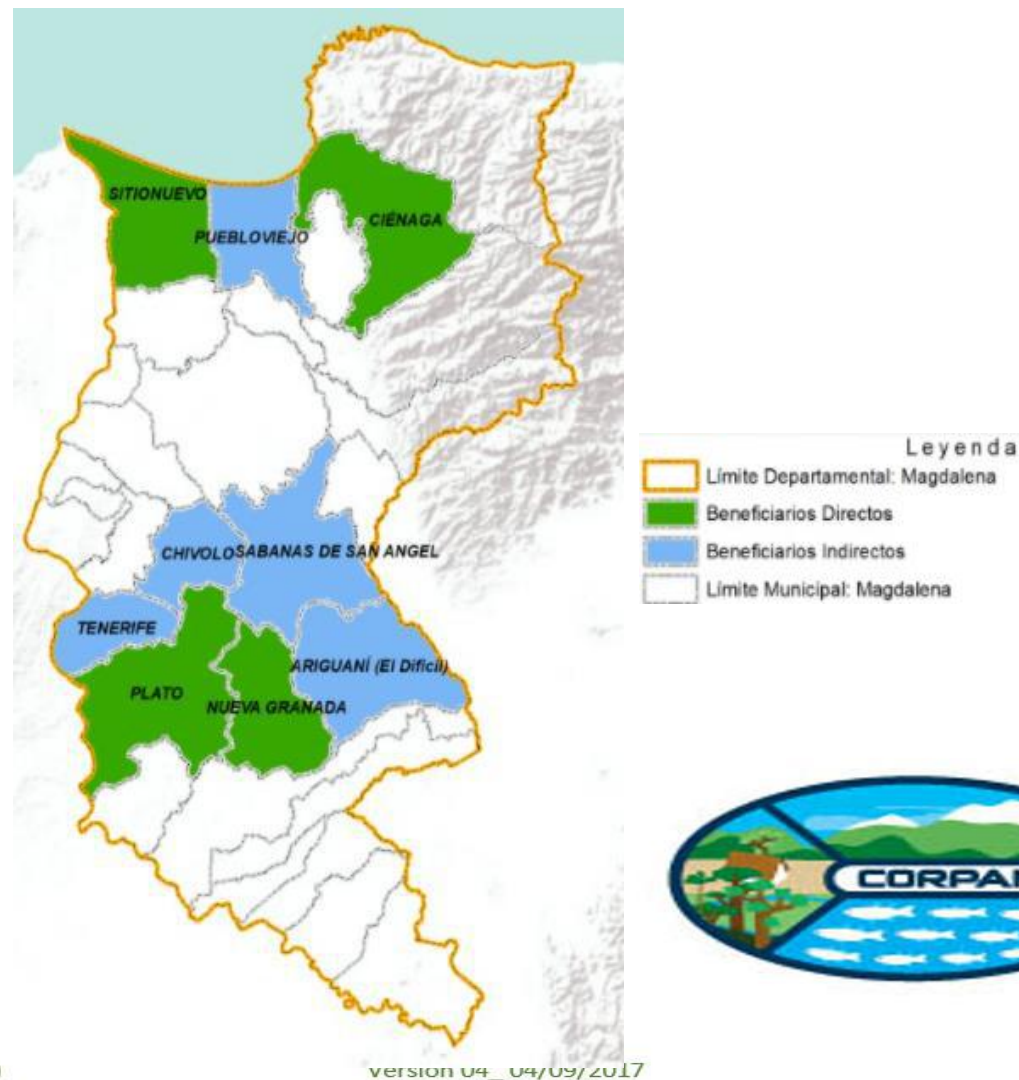 SITIONUEVO
PUEBLOVIEJO
CIÉNAGA
CHIVOLO
SABANAS DE SAN ANGEL
TENERIFE
ARIGUANÍ (El Difícil)
PLATO
NUEVA GRANADA
Leyenda
Límite Departamental: Magdalena
Beneficiarios Directos
Beneficiarios Indirectos
Límite Municipal: Magdalena
Versión 04_ 04/09/2017